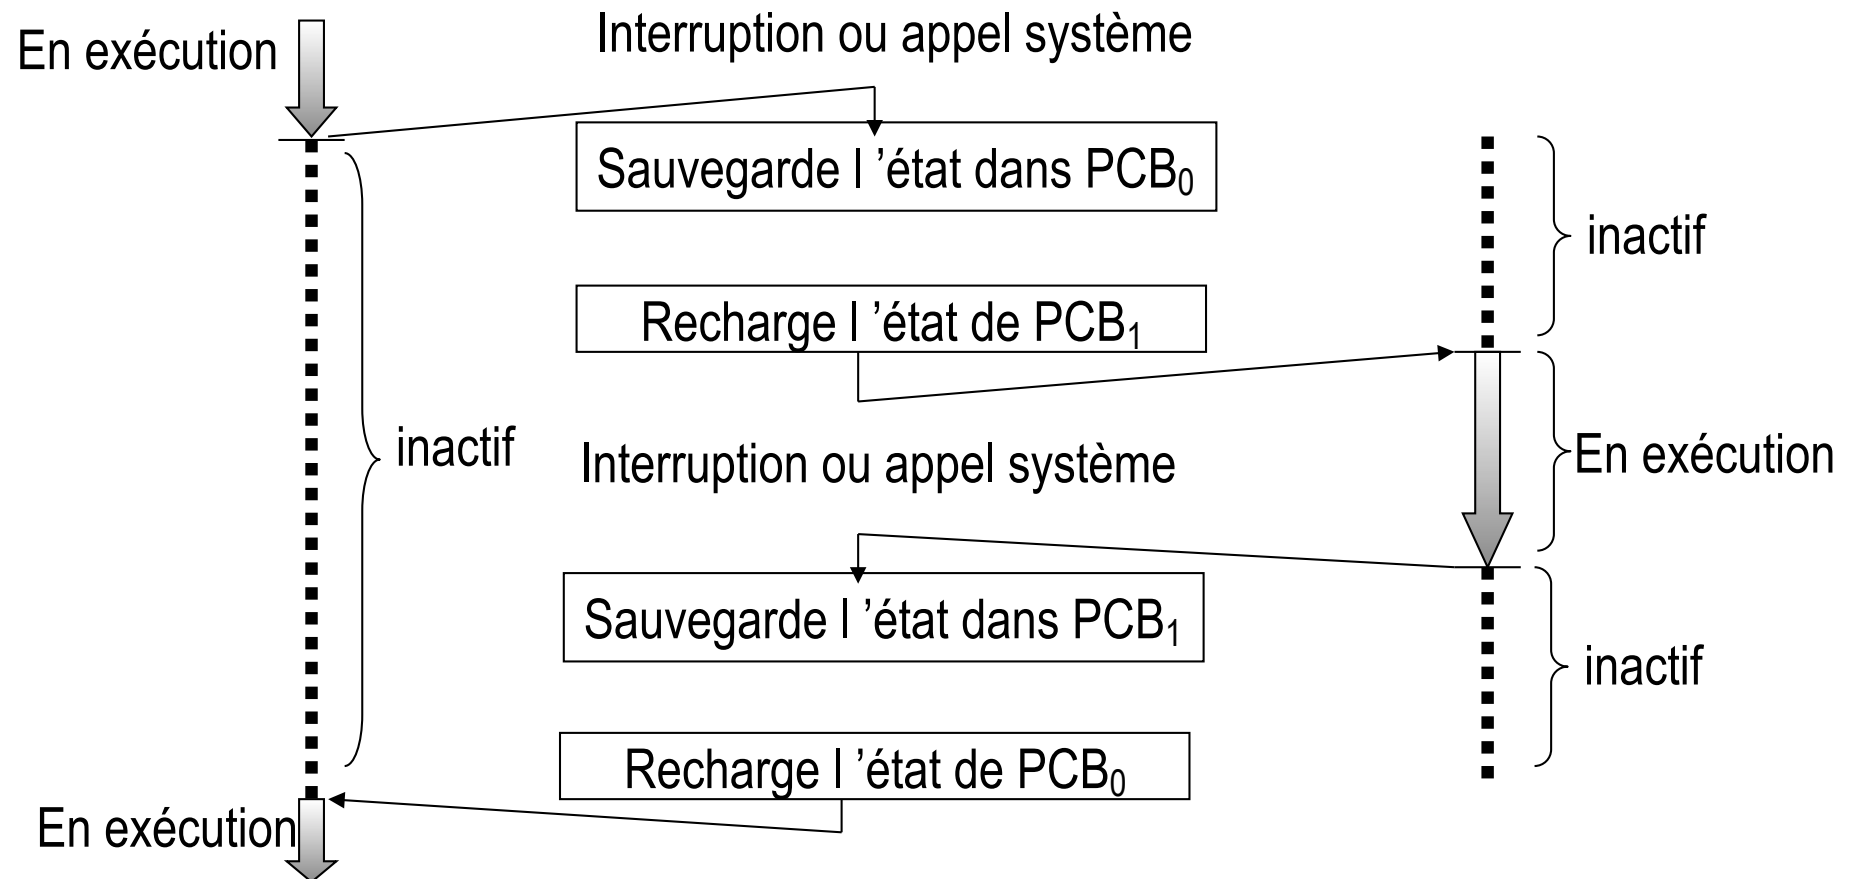 Interruption ou appel système
En exécution
Sauvegarde l ’état dans PCB0
inactif
Recharge l ’état de PCB1
inactif
Interruption ou appel système
En exécution
Sauvegarde l ’état dans PCB1
inactif
Recharge l ’état de PCB0
En exécution